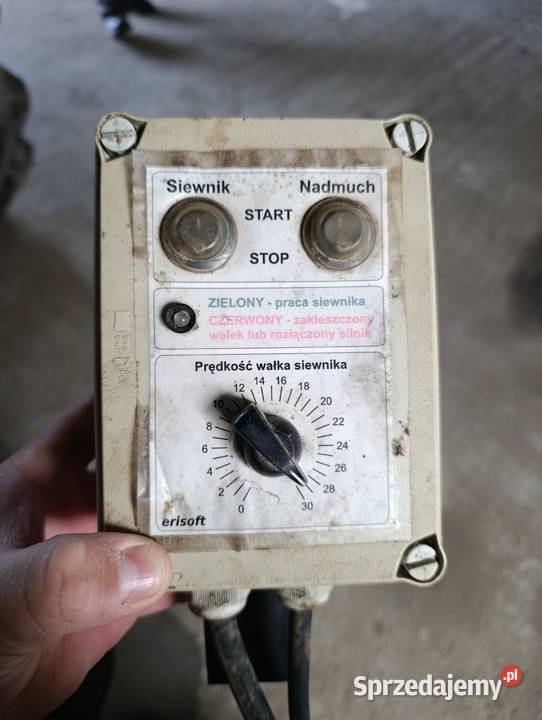 Siewnik Nadmuch
START
STOP
ZIELONY - praca siewnika
CZERWONY - zakleszczony
wałek lub rozłączony silnik
Prędkość wałka siewnika
0 2 4 6 8 10 12 14 16 18 20 22 24 26 28 30
erisoft
Sprzedajemy.pl